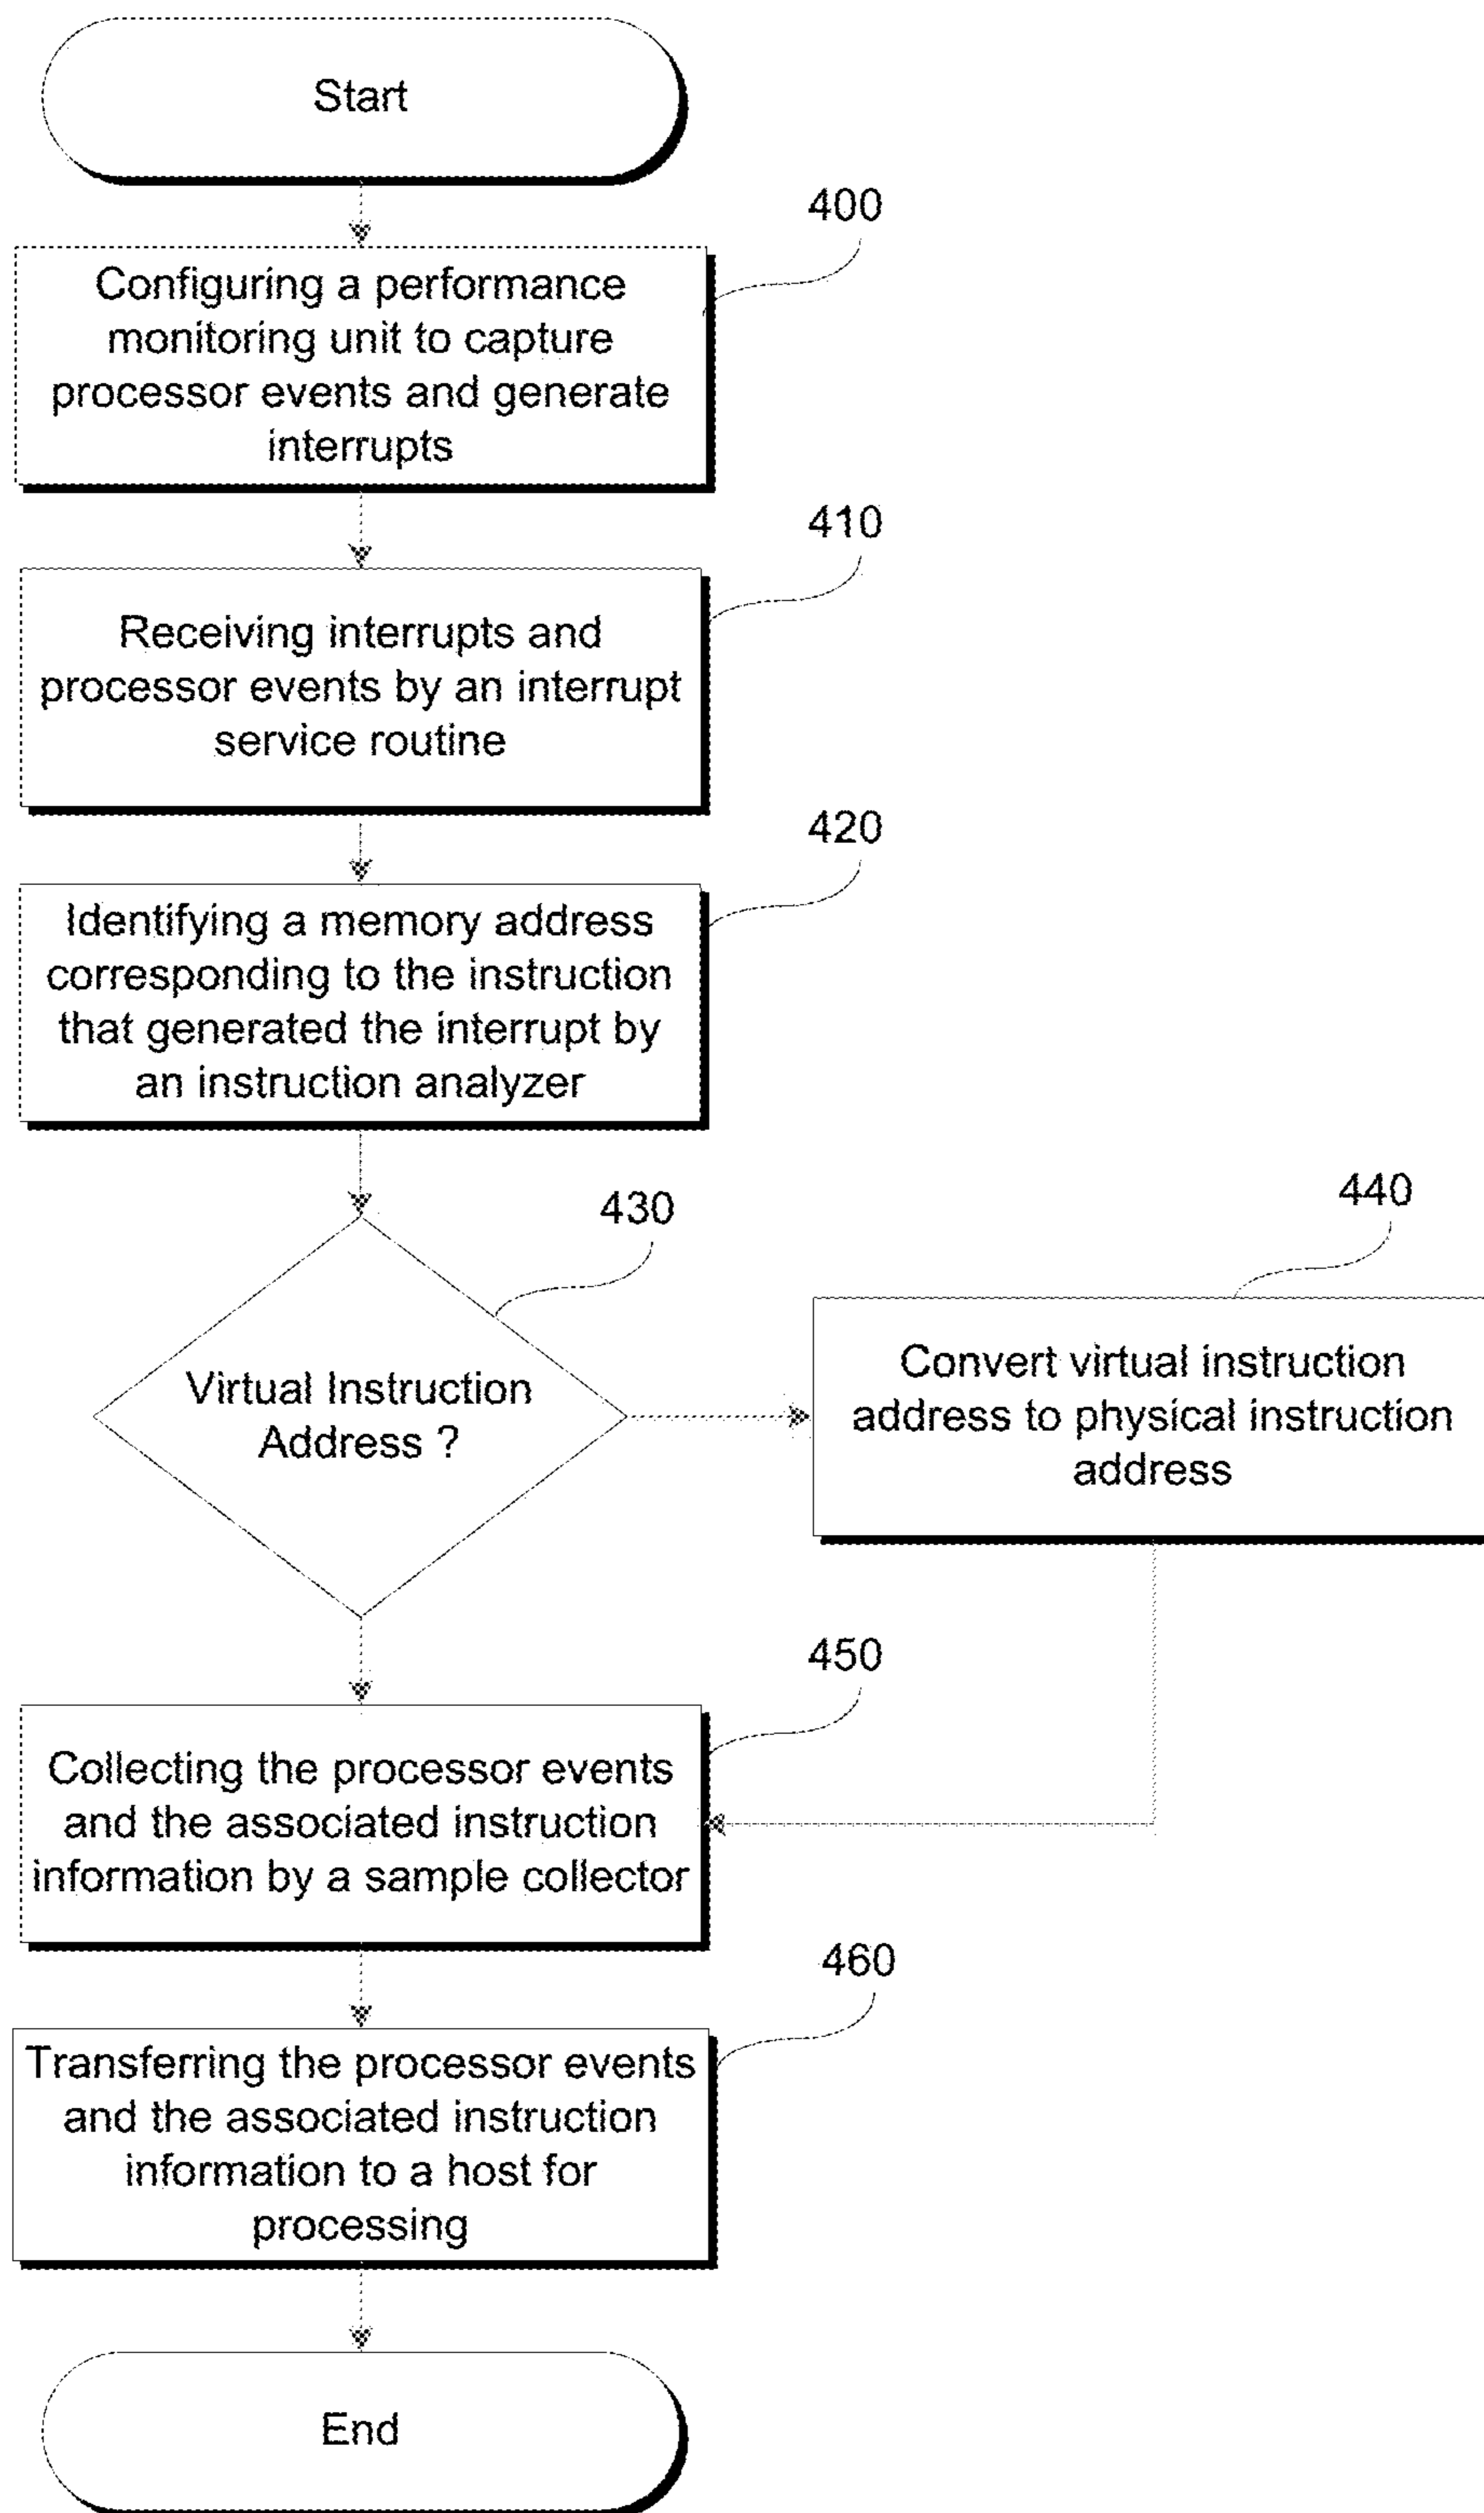 Start
400
Configuring a performance
monitoring unit to capture
processor events and generate
interrupts
410
Receiving interrupts and
processor events by an interrupt
service routine
420
Identifying a memory address
corresponding to the instruction
that generated the interrupt by
an instruction analyzer
430
Virtual Instruction
Address ?
440
Convert virtual instruction
address to physical instruction
address
450
Collecting the processor events
and the associated instruction
information by a sample collector
460
Transferring the processor events
and the associated instruction
information to a host for
processing
End